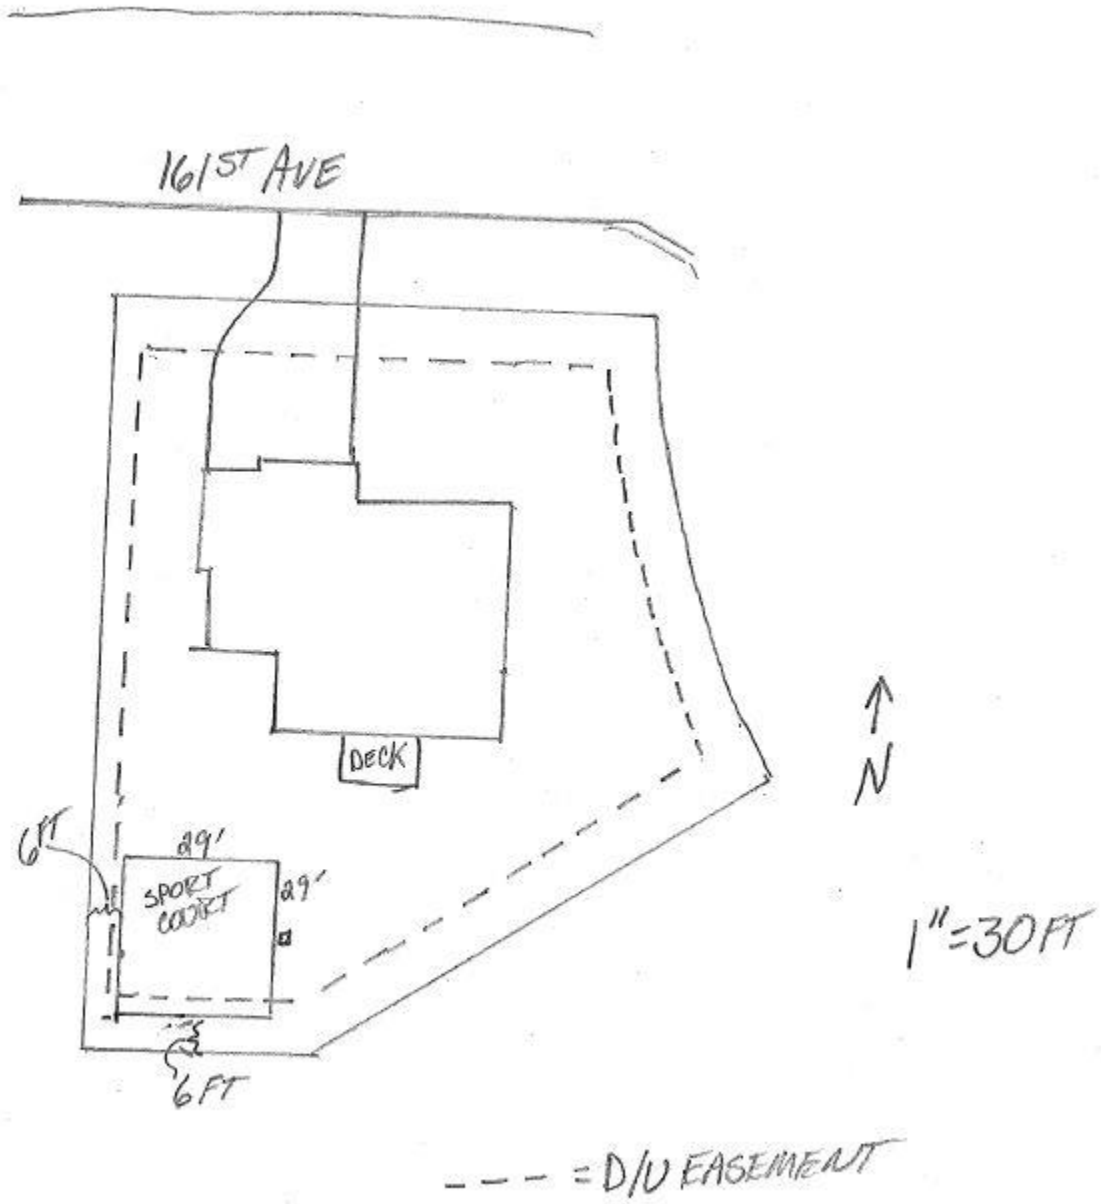 161ST AVE
DECK
N
6FT
29'
29'
SPORT
COURT
1"=30FT
6FT
--- = D/U EASEMENT